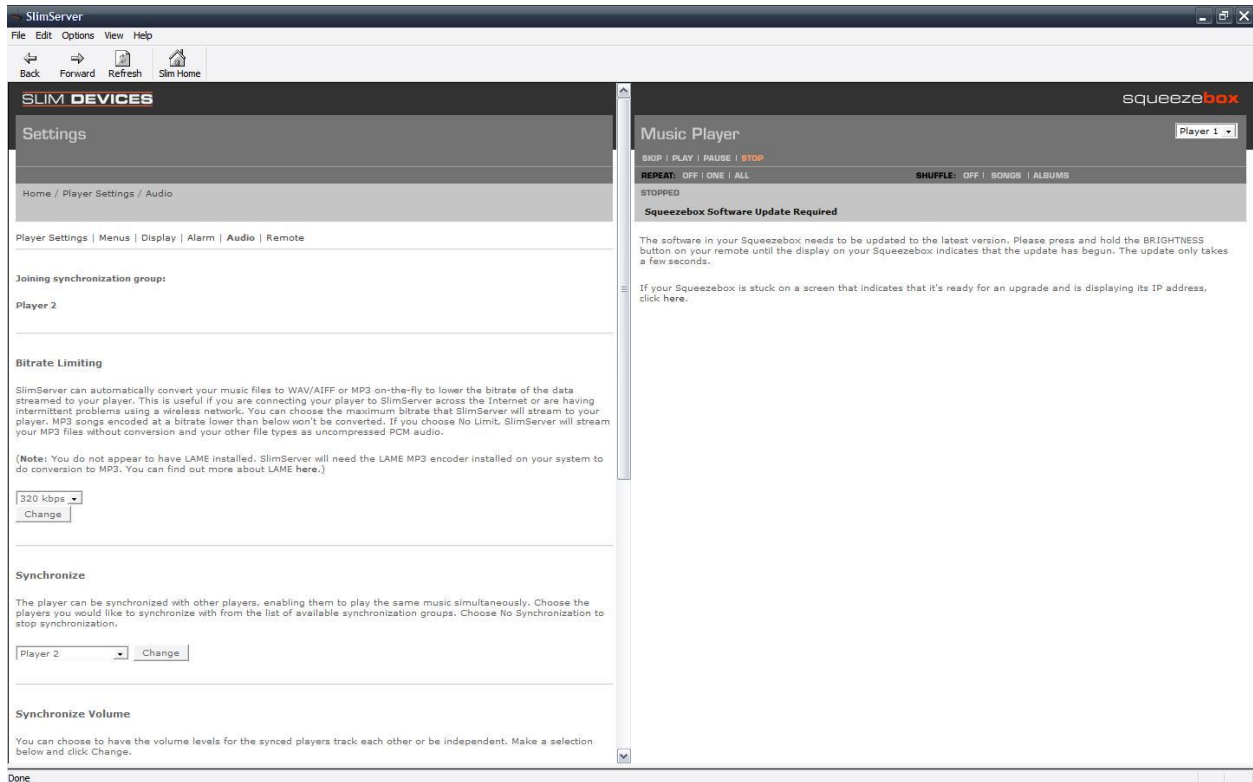 SlimServer
File Edit Options View Help
Back Forward Refresh Slim Home
SLIM DEVICES
Settings
Home / Player Settings / Audio
Player Settings | Menus | Display | Alarm | Audio | Remote
Joining synchronization group:
Player 2
Bitrate Limiting
SlimServer can automatically convert your music files to WAV/AIFF or MP3 on-the-fly to lower the bitrate of the data
streamed to your player. This is useful if you are connecting your player to SlimServer across the Internet or are having
intermittent problems using a wireless network. You can choose the maximum bitrate that SlimServer will stream to your
player. MP3 songs encoded at a bitrate lower than below won't be converted. If you choose No Limit, SlimServer will stream
your MP3 files without conversion and your other file types as uncompressed PCM audio.
(Note: You do not appear to have LAME installed. SlimServer will need the LAME MP3 encoder installed on your system to
do conversion to MP3. You can find out more about LAME here.)
320 kbps
Change
Synchronize
The player can be synchronized with other players, enabling them to play the same music simultaneously. Choose the
players you would like to synchronize with from the list of available synchronization groups. Choose No Synchronization to
stop synchronization.
Player 2 Change
Synchronize Volume
You can choose to have the volume levels for the synced players track each other or be independent. Make a selection
below and click Change.
squeezebox
Music Player Player 1
SKIP | PLAY | PAUSE | STOP
REPEAT: OFF | ONE | ALL SHUFFLE: OFF | SONGS | ALBUMS
STOPPED
Squeezebox Software Update Required
The software in your Squeezebox needs to be updated to the latest version. Please press and hold the BRIGHTNESS
button on your remote until the display on your Squeezebox indicates that the update has begun. The update only takes
a few seconds.
If your Squeezebox is stuck on a screen that indicates that it's ready for an upgrade and is displaying its IP address,
click here.
Done